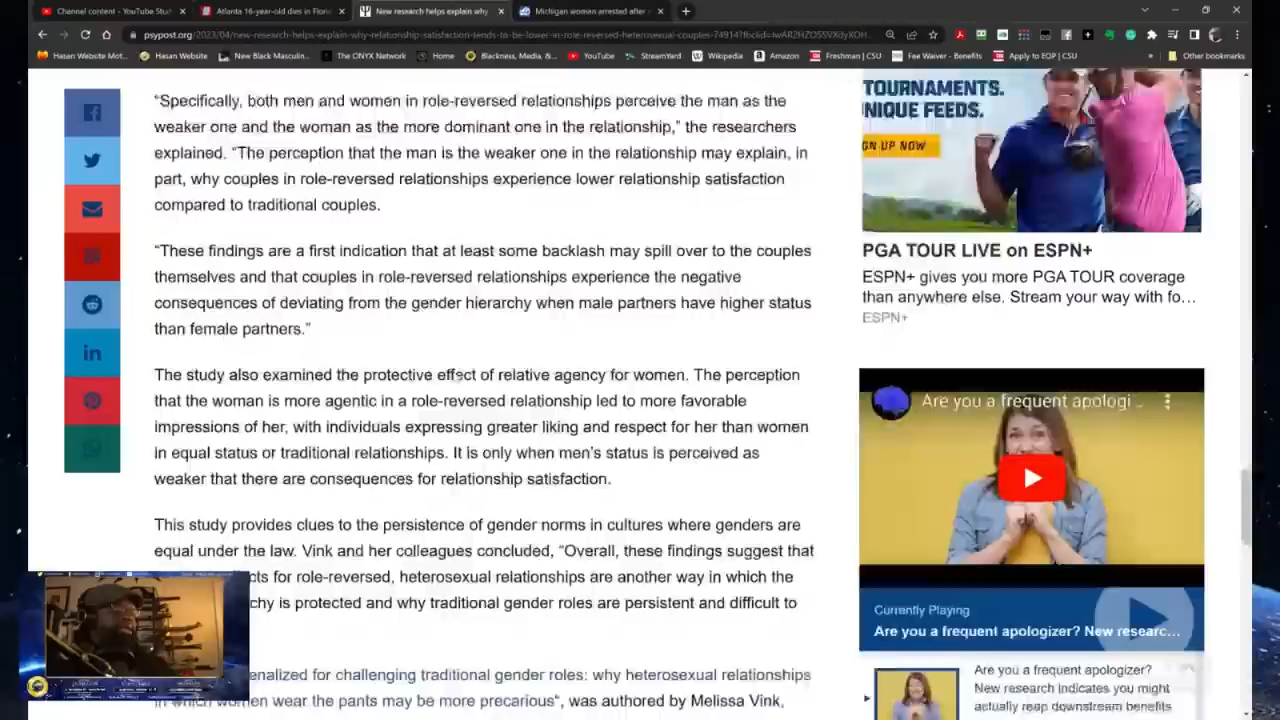 Channel content - YouTube Stu
Atlanta 16-year-old dies in Florid
New research helps explain why
Michigan woman arrested after
psypost.org/2023/04/new-research-helps-explain-why-relationship-satisfaction-tends-to-be-lower-in-role-reversed-heterosexual-couples-74914?fbclid=
Hasan Website Mot...
Hasan Website
New Black Masculin...
The ONYX Network
Home
Blackness, Media, &...
YouTube
StreamYard
Wikipedia
Amazon
Freshman | CSU
Fee Waiver - Benefits
Apply to EOP | CSU
Other bookmarks
“Specifically, both men and women in role-reversed relationships perceive the man as the
weaker one and the woman as the more dominant one in the relationship,” the researchers
explained. “The perception that the man is the weaker one in the relationship may explain, in
part, why couples in role-reversed relationships experience lower relationship satisfaction
compared to traditional couples.
“These findings are a first indication that at least some backlash may spill over to the couples
themselves and that couples in role-reversed relationships experience the negative
consequences of deviating from the gender hierarchy when male partners have higher status
than female partners.”
The study also examined the protective effect of relative agency for women. The perception
that the woman is more agentic in a role-reversed relationship led to more favorable
impressions of her, with individuals expressing greater liking and respect for her than women
in equal status or traditional relationships. It is only when men’s status is perceived as
weaker that there are consequences for relationship satisfaction.
This study provides clues to the persistence of gender norms in cultures where genders are
equal under the law. Vink and her colleagues concluded, “Overall, these findings suggest that
cts for role-reversed, heterosexual relationships are another way in which the
chy is protected and why traditional gender roles are persistent and difficult to
enalized for challenging traditional gender roles: why heterosexual relationships
in which women wear the pants may be more precarious”, was authored by Melissa Vink,
TOURNAMENTS.
NIQUE FEEDS.
GN UP NOW
PGA TOUR LIVE on ESPN+
ESPN+ gives you more PGA TOUR coverage
than anywhere else. Stream your way with fo...
ESPN+
Are you a frequent apologi ...
Currently Playing
Are you a frequent apologizer? New researc...
Are you a frequent apologizer?
New research indicates you might
actually reap downstream benefits